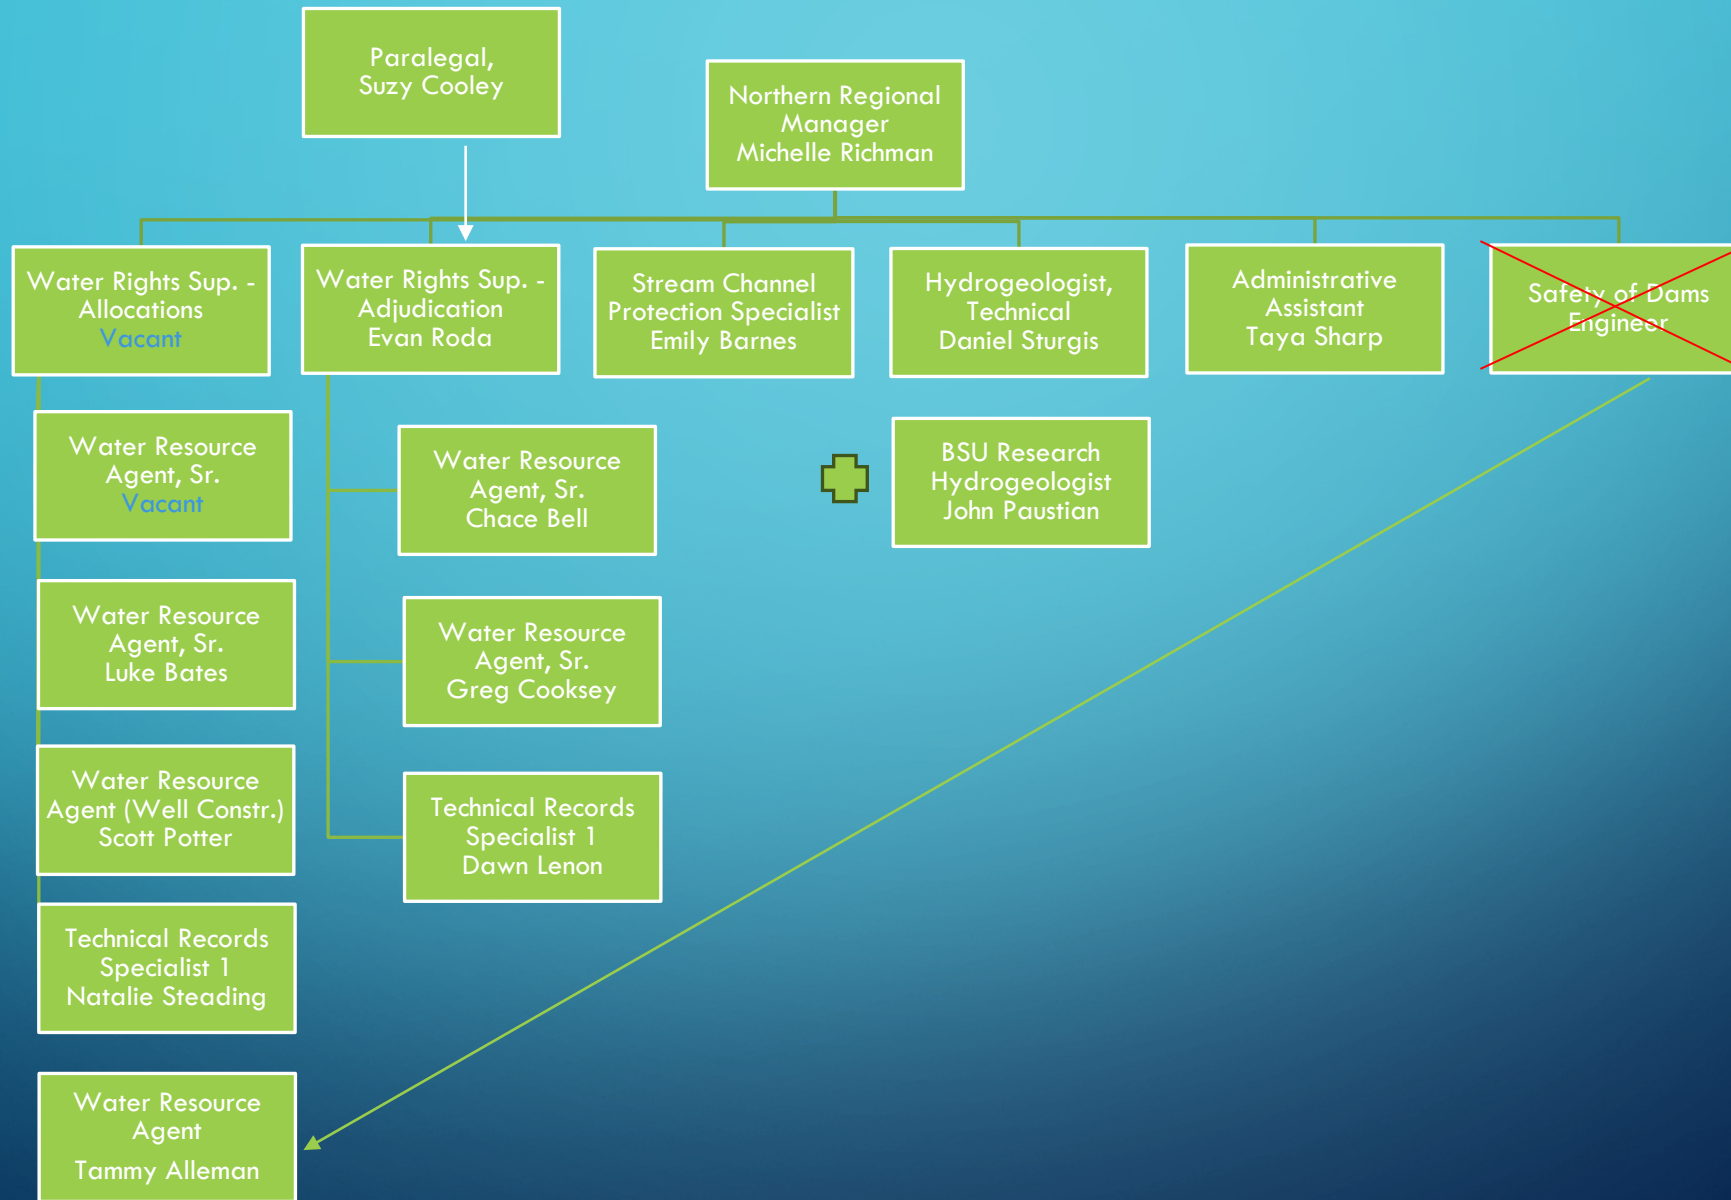 Paralegal,
Suzy Cooley
Northern Regional
Manager
Michelle Richman
Water Rights Sup. -
Allocations
Vacant
Water Rights Sup. -
Adjudication
Evan Roda
Stream Channel
Protection Specialist
Emily Barnes
Hydrogeologist,
Technical
Daniel Sturgis
Administrative
Assistant
Taya Sharp
Safety of Dams
Engineer
Water Resource
Agent, Sr.
Vacant
Water Resource
Agent, Sr.
Luke Bates
Water Resource
Agent (Well Constr.)
Scott Potter
Technical Records
Specialist 1
Natalie Steading
Water Resource
Agent
Tammy Alleman
Water Resource
Agent, Sr.
Chace Bell
Water Resource
Agent, Sr.
Greg Cooksey
Technical Records
Specialist 1
Dawn Lenon
BSU Research
Hydrogeologist
John Paustian